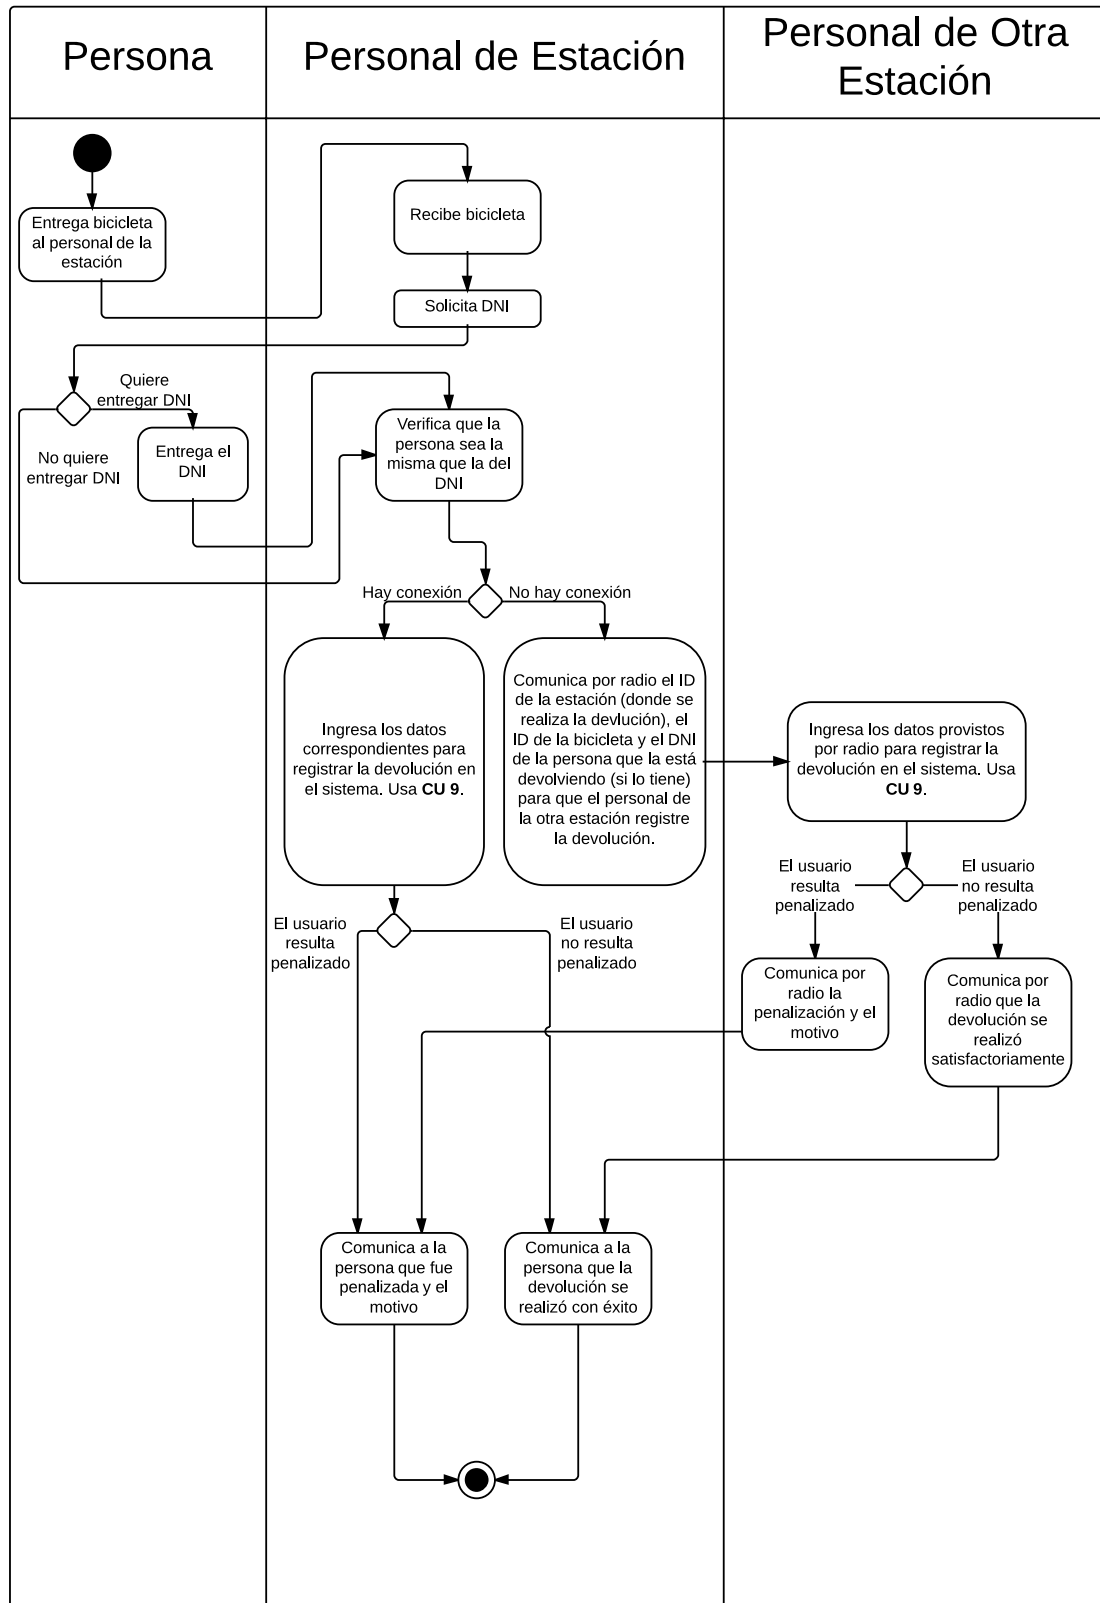 Persona
Personal de Estación
Personal de Otra
Estación
Entrega bicicleta
al personal de la
estación
Recibe bicicleta
Solicita DNI
Quiere
entregar DNI
No quiere
entregar DNI
Entrega el
DNI
Verifica que la
persona sea la
misma que la del
DNI
Hay conexión
No hay conexión
Ingresa los datos
correspondientes para
registrar la devolución en
el sistema. Usa CU 9.
Comunica por radio el ID
de la estación (donde se
realiza la devlución), el
ID de la bicicleta y el DNI
de la persona que la está
devolviendo (si lo tiene)
para que el personal de
la otra estación registre
la devolución.
Ingresa los datos provistos
por radio para registrar la
devolución en el sistema. Usa
CU 9.
El usuario
resulta
penalizado
El usuario
no resulta
penalizado
El usuario
resulta
penalizado
El usuario
no resulta
penalizado
Comunica por
radio la
penalización y el
motivo
Comunica por
radio que la
devolución se
realizó
satisfactoriamente
Comunica a la
persona que fue
penalizada y el
motivo
Comunica a la
persona que la
devolución se
realizó con éxito